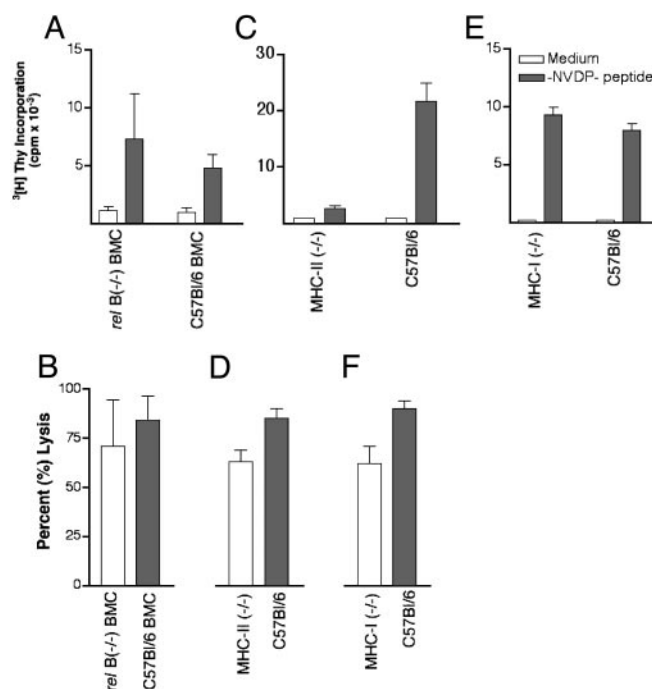 A
C
E
15
10
5
30
20
10
15
10
5
³[H] Thy Incorporation
(cpm x 10⁻³)
Medium
-NVDP- peptide
rel B(-/-) BMC
C57Bl/6 BMC
MHC-II (-/-)
C57Bl/6
MHC-I (-/-)
C57Bl/6
B
D
F
100
75
50
25
0
Percent (%) Lysis
rel B(-/-) BMC
C57Bl/6 BMC
MHC-II (-/-)
C57Bl/6
MHC-I (-/-)
C57Bl/6